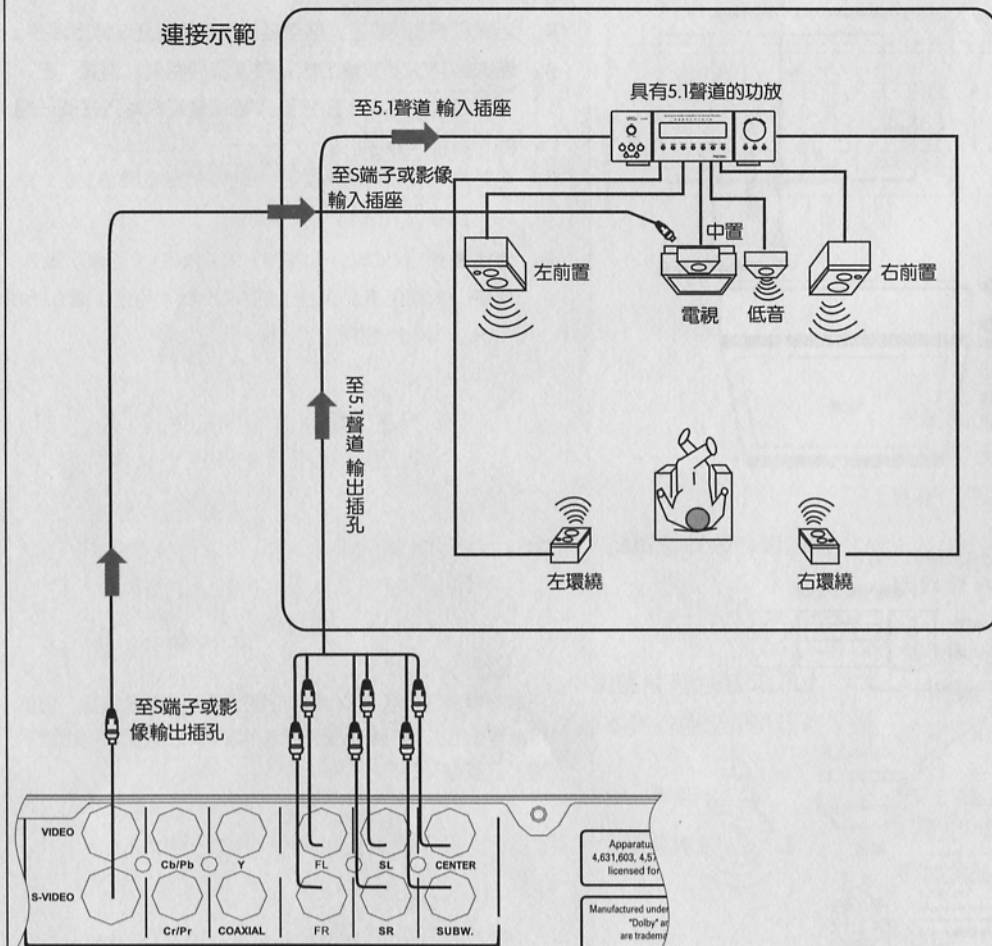 連接示範
具有5.1聲道的功放
至5.1聲道 輸入插座
至S端子或影像
輸入插座
中置
左前置
右前置
電視
低音
至5.1聲道 輸出插孔
左環繞
右環繞
至S端子或影
像輸出插孔
VIDEO
Cb/Pb
Y
FL
SL
CENTER
S-VIDEO
Cr/Pr
COAXIAL
FR
SR
SUBW.
Apparatu
4,631,603, 4,57
licensed for
Manufactured under
"Dolby" an
are tradema